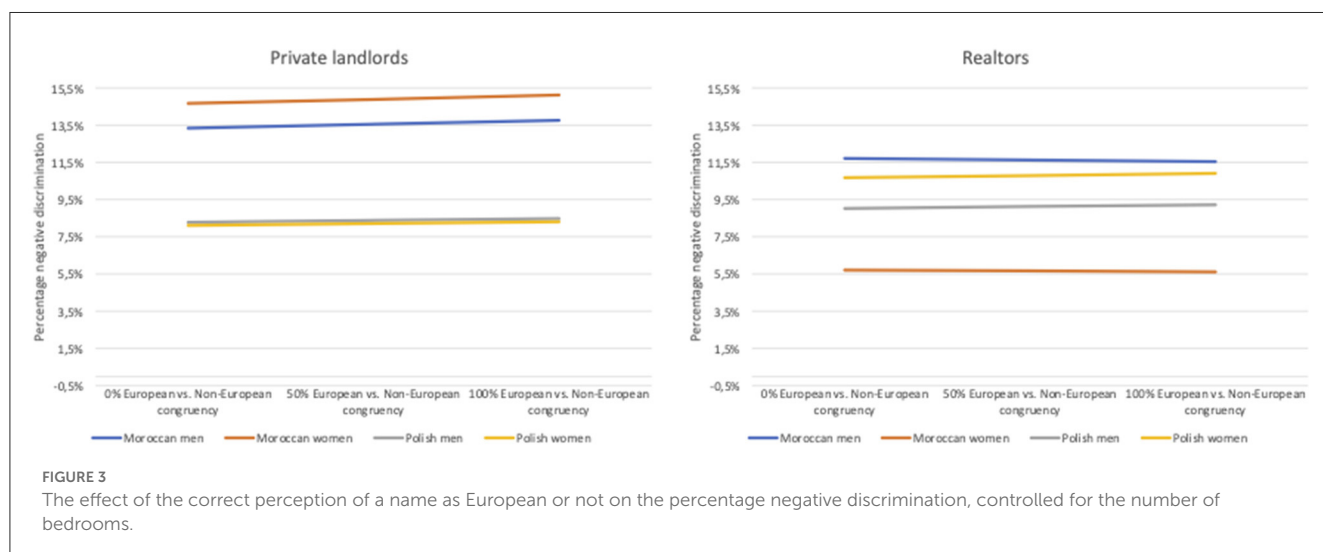 Private landlords
Percentage negative discrimination
15,5%
13,5%
11,5%
9,5%
7,5%
5,5%
3,5%
1,5%
-0,5%
0% European vs. Non-European congruency
50% European vs. Non-European congruency
100% European vs. Non-European congruency
Moroccan men Moroccan women Polish men Polish women
Realtors
Percentage negative discrimination
15,5%
13,5%
11,5%
9,5%
7,5%
5,5%
3,5%
1,5%
-0,5%
0% European vs. Non-European congruency
50% European vs. Non-European congruency
100% European vs. Non-European congruency
Moroccan men Moroccan women Polish men Polish women
FIGURE 3
The effect of the correct perception of a name as European or not on the percentage negative discrimination, controlled for the number of
bedrooms.